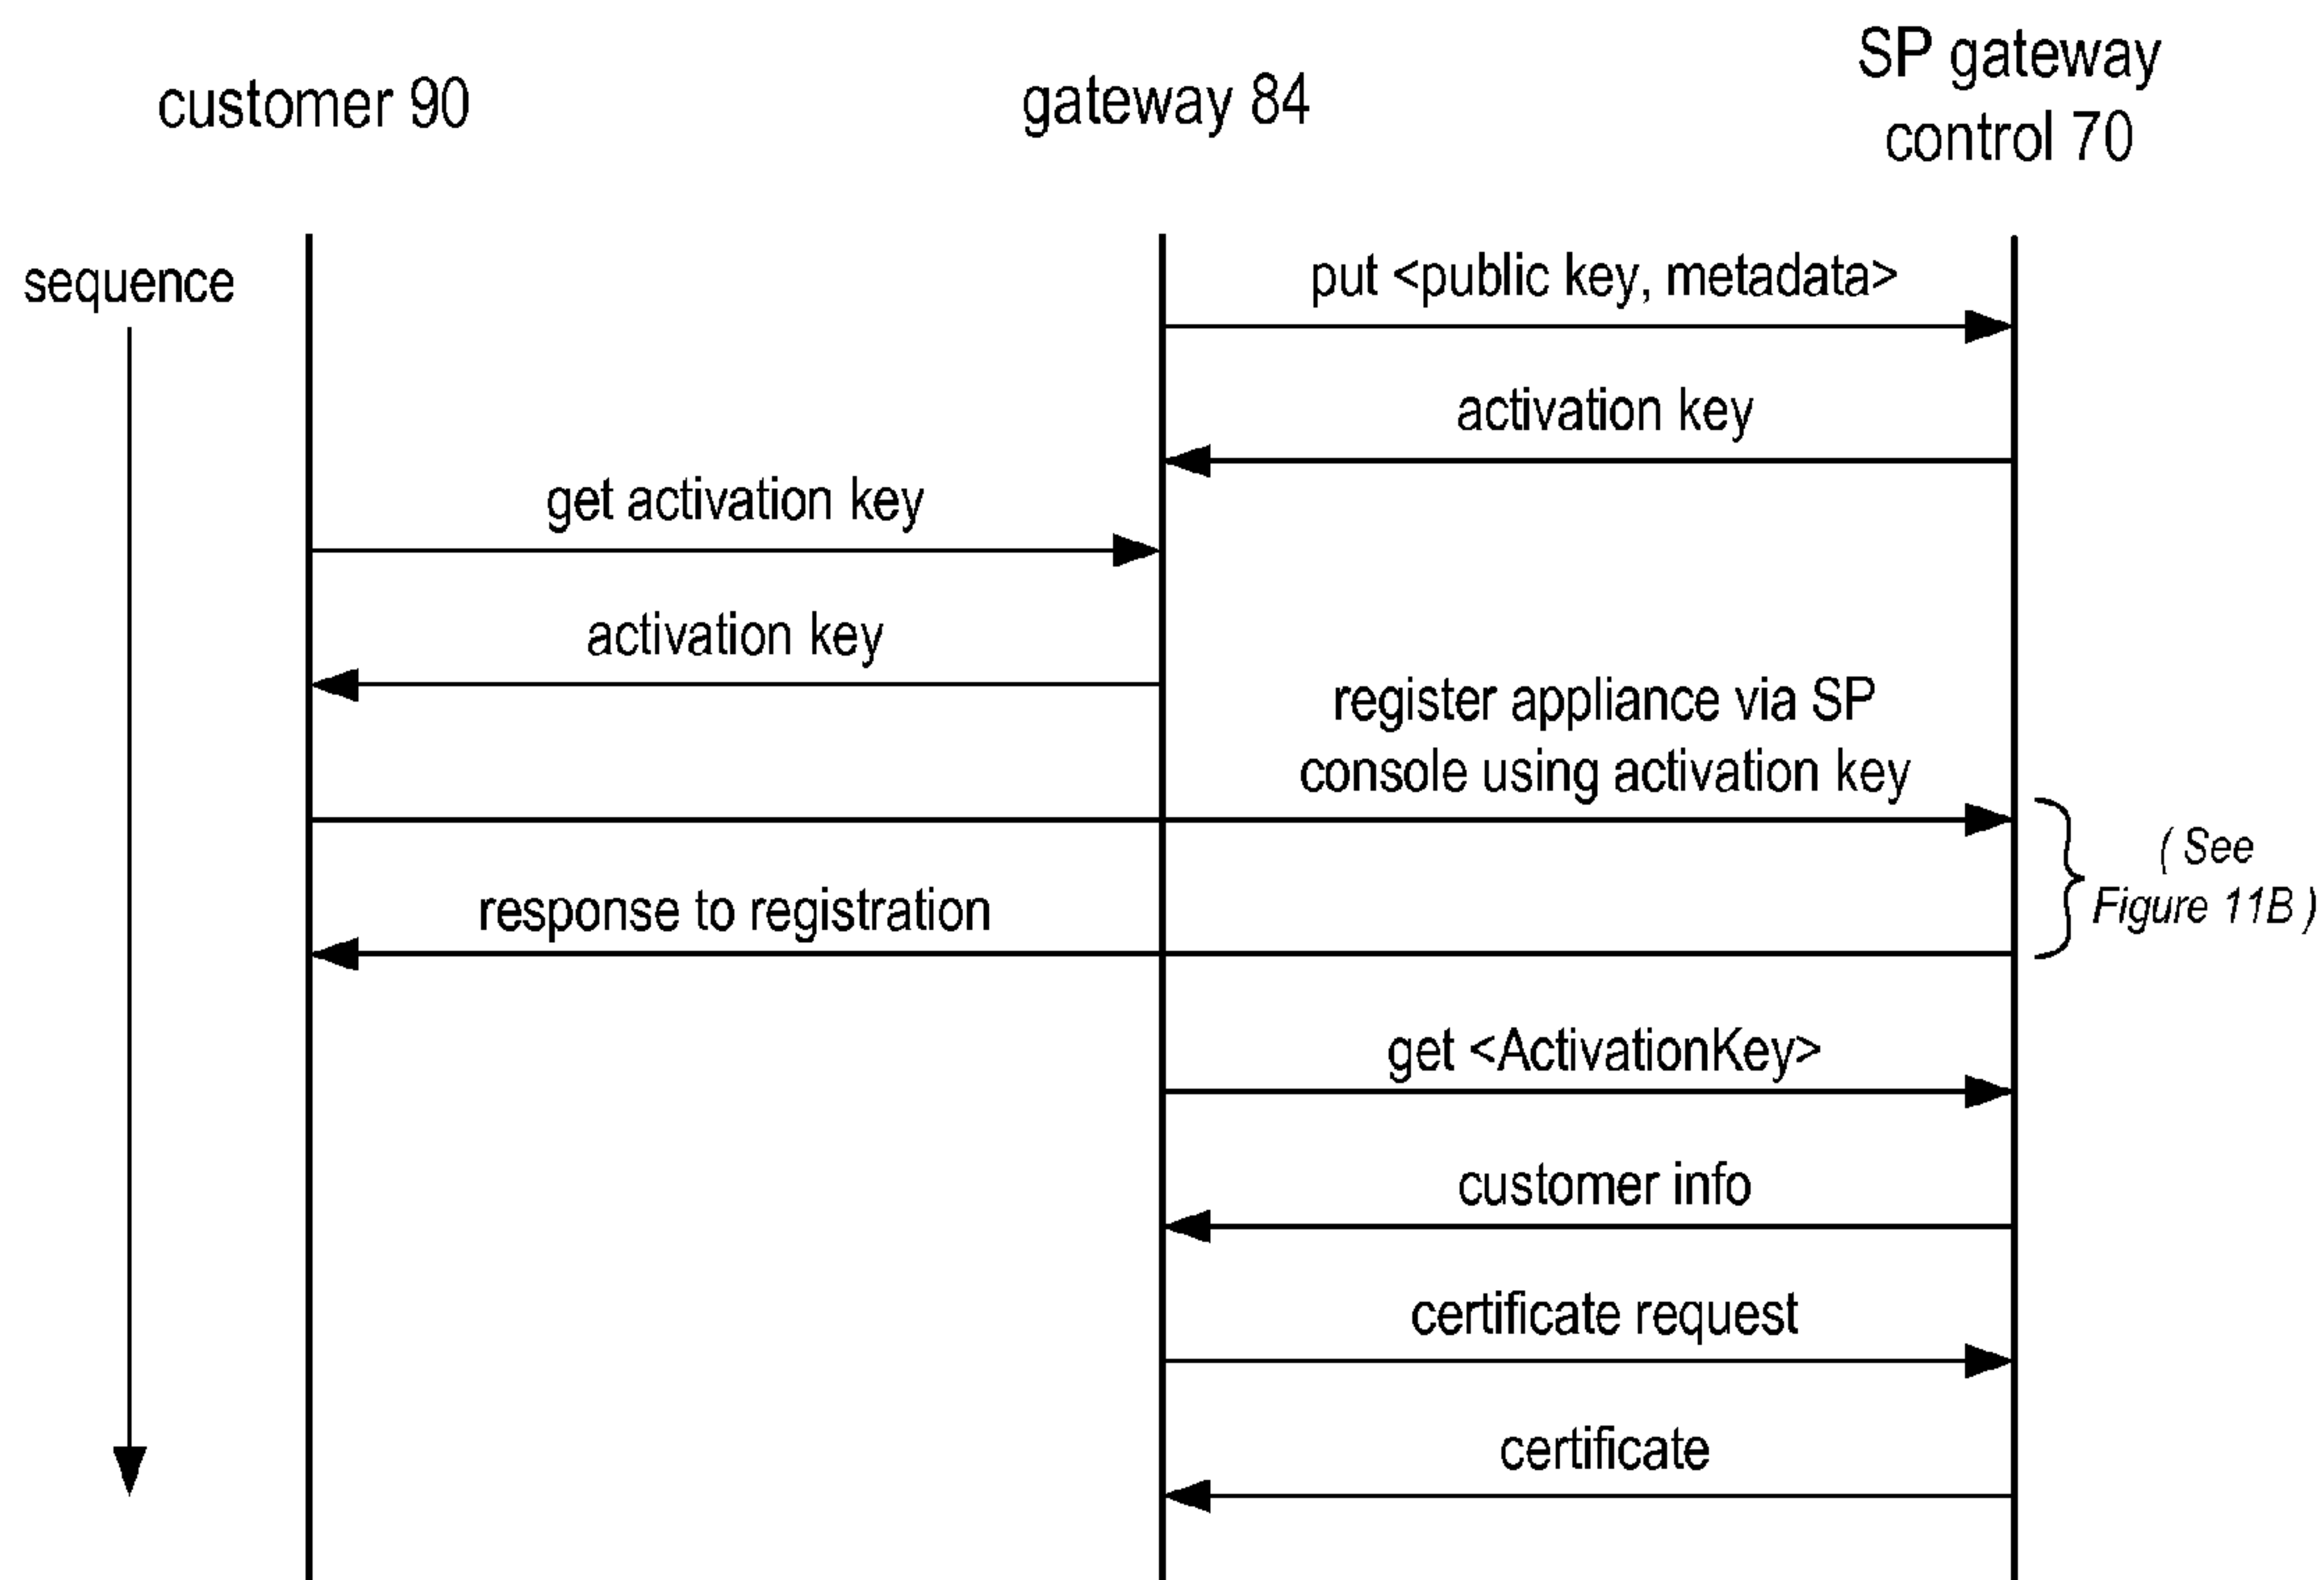 customer 90
gateway 84
SP gateway
control 70
sequence
put <public key, metadata>
activation key
get activation key
activation key
register appliance via SP
console using activation key
( See
Figure 11B )
response to registration
get <ActivationKey>
customer info
certificate request
certificate